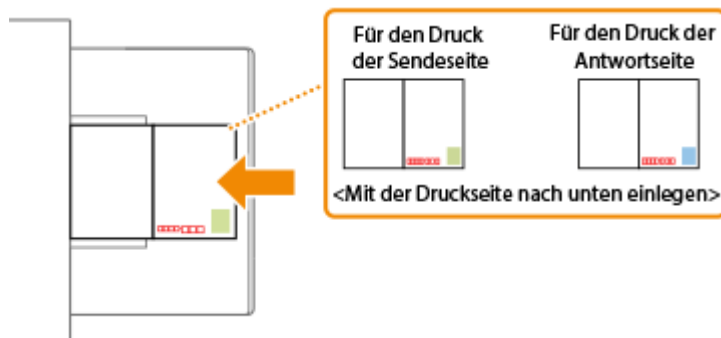 Für den Druck
der Sendeseite
Für den Druck der
Antwortseite
<Mit der Druckseite nach unten einlegen>